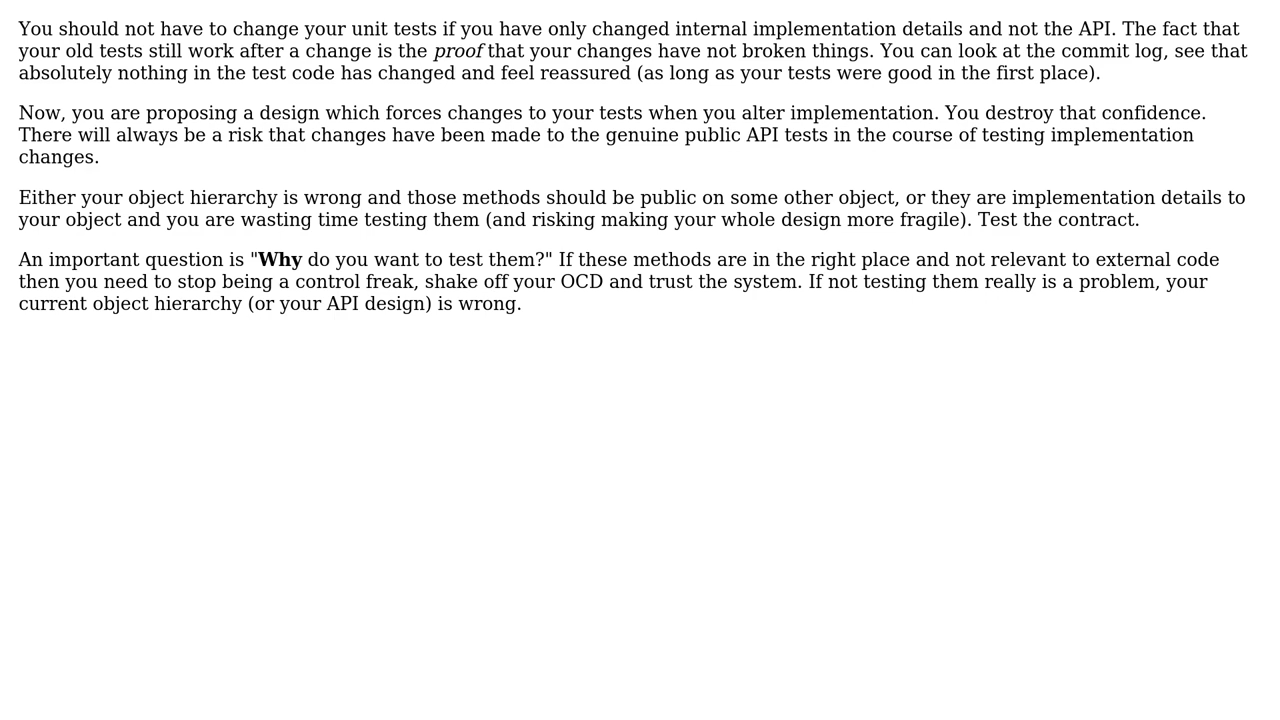 You should not have to change your unit tests if you have only changed internal implementation details and not the API. The fact that
your old tests still work after a change is the proof that your changes have not broken things. You can look at the commit log, see that
absolutely nothing in the test code has changed and feel reassured (as long as your tests were good in the first place).
Now, you are proposing a design which forces changes to your tests when you alter implementation. You destroy that confidence.
There will always be a risk that changes have been made to the genuine public API tests in the course of testing implementation
changes.
Either your object hierarchy is wrong and those methods should be public on some other object, or they are implementation details to
your object and you are wasting time testing them (and risking making your whole design more fragile). Test the contract.
An important question is "Why do you want to test them?" If these methods are in the right place and not relevant to external code
then you need to stop being a control freak, shake off your OCD and trust the system. If not testing them really is a problem, your
current object hierarchy (or your API design) is wrong.